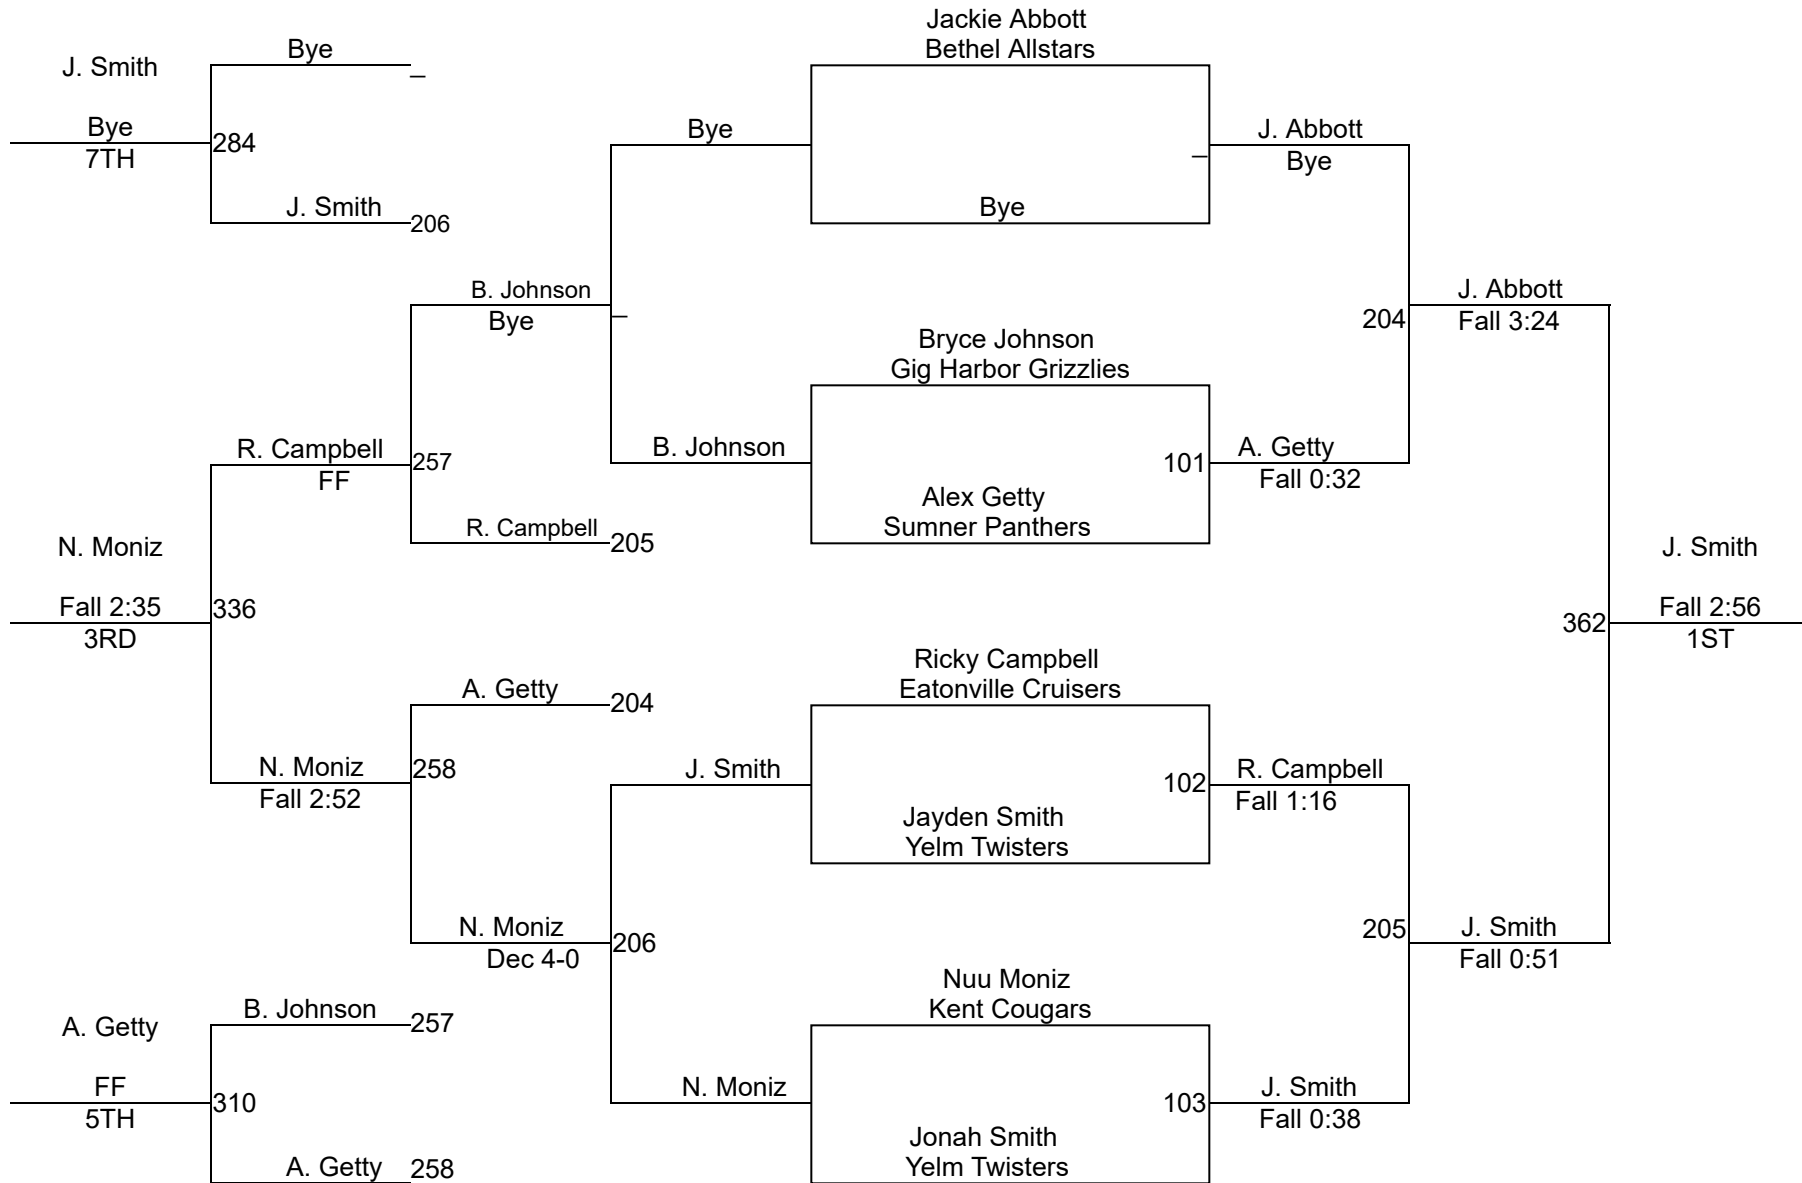 Jackie Abbott
Bethel Allstars
Bye
_
J. Smith
Bye
7TH
284
J. Smith
206
Bye
_
J. Abbott
Bye
Bye
B. Johnson
Bye
_
204
J. Abbott
Fall 3:24
Bryce Johnson
Gig Harbor Grizzlies
R. Campbell
FF
257
B. Johnson
101
A. Getty
Fall 0:32
R. Campbell
205
Alex Getty
Sumner Panthers
N. Moniz
Fall 2:35
3RD
336
362
J. Smith
Fall 2:56
1ST
Ricky Campbell
Eatonville Cruisers
A. Getty
204
N. Moniz
Fall 2:52
258
J. Smith
102
R. Campbell
Fall 1:16
Jayden Smith
Yelm Twisters
N. Moniz
Dec 4-0
206
205
J. Smith
Fall 0:51
Nuu Moniz
Kent Cougars
B. Johnson
257
A. Getty
FF
5TH
310
N. Moniz
103
J. Smith
Fall 0:38
A. Getty
258
Jonah Smith
Yelm Twisters